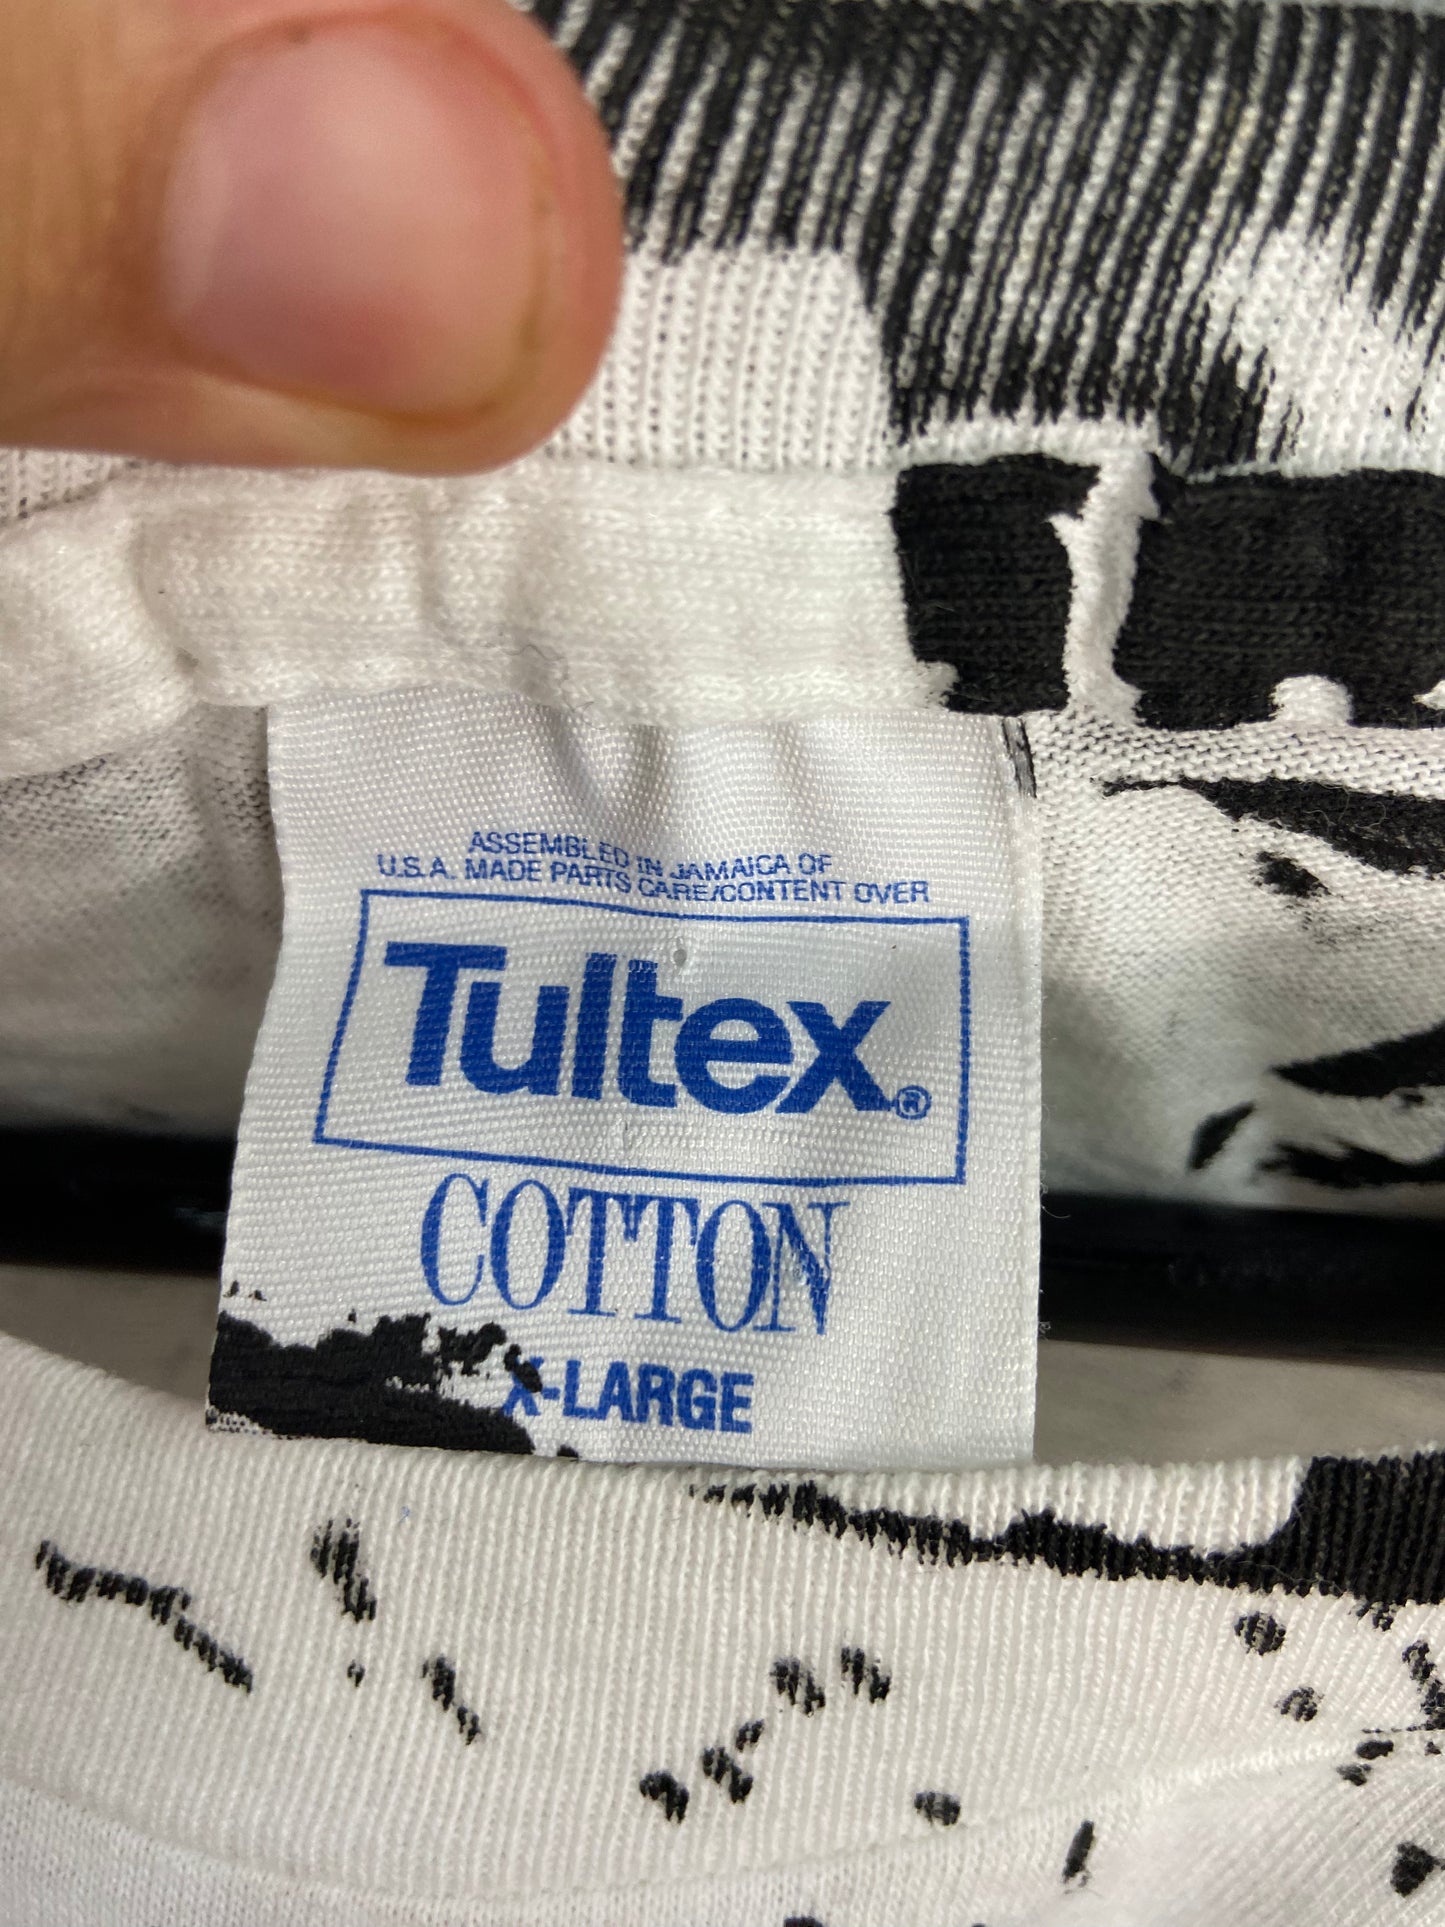 ASSEMBLED IN JAMAICA OF
U.S.A. MADE PARTS CARE/CONTENT OVER
Tultex®
COTTON
X-LARGE